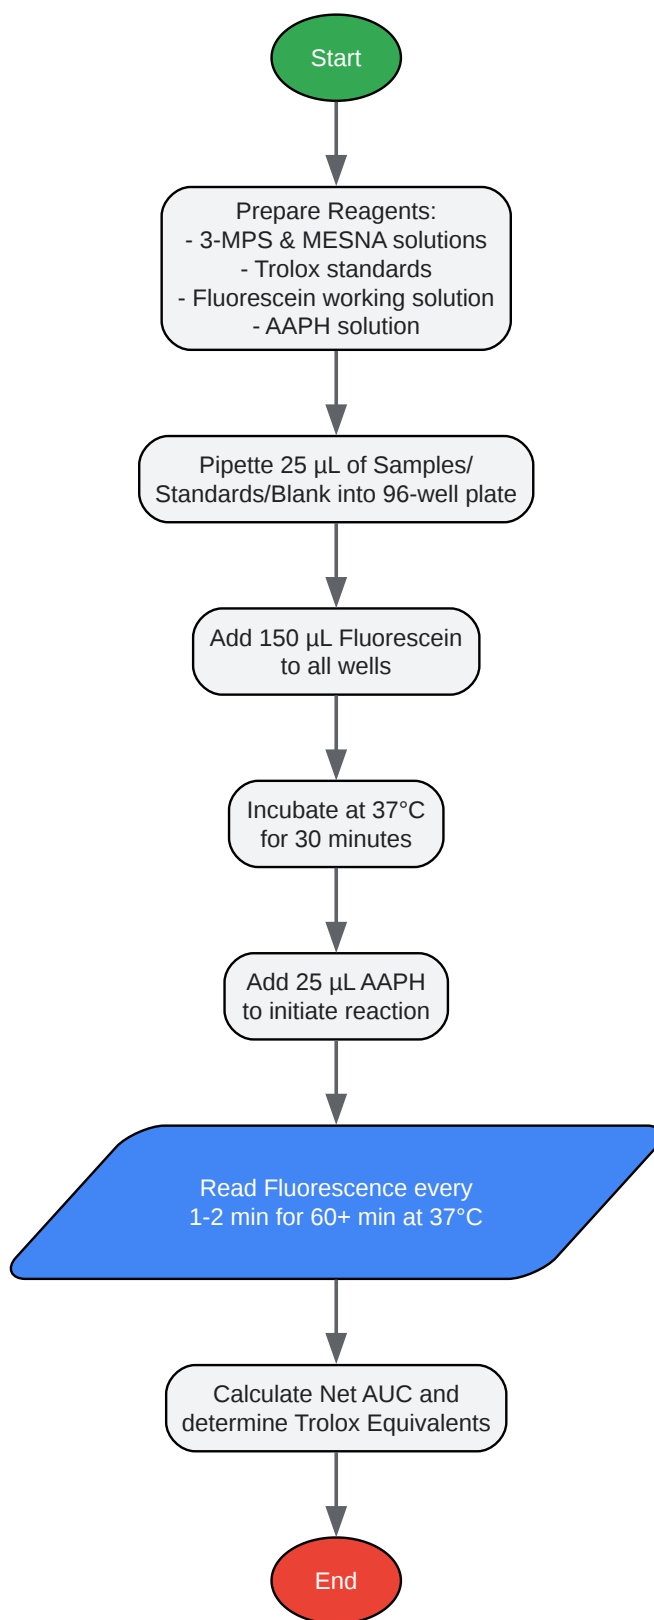 Start
Prepare Reagents:
- 3-MPS & MESNA solutions
- Trolox standards
- Fluorescein working solution
- AAPH solution
Pipette 25 µL of Samples/
Standards/Blank into 96-well plate
Add 150 µL Fluorescein
to all wells
Incubate at 37°C
for 30 minutes
Add 25 µL AAPH
to initiate reaction
Read Fluorescence every
1-2 min for 60+ min at 37°C
Calculate Net AUC and
determine Trolox Equivalents
End